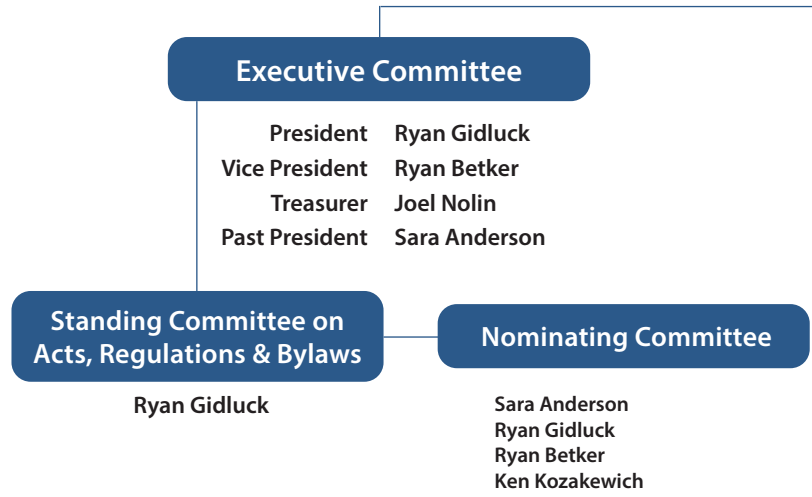 Executive Committee
President Ryan Gidluck
Vice President Ryan Betker
Treasurer Joel Nolin
Past President Sara Anderson
Standing Committee on
Acts, Regulations & Bylaws
Ryan Gidluck
Nominating Committee
Sara Anderson
Ryan Gidluck
Ryan Betker
Ken Kozakewich